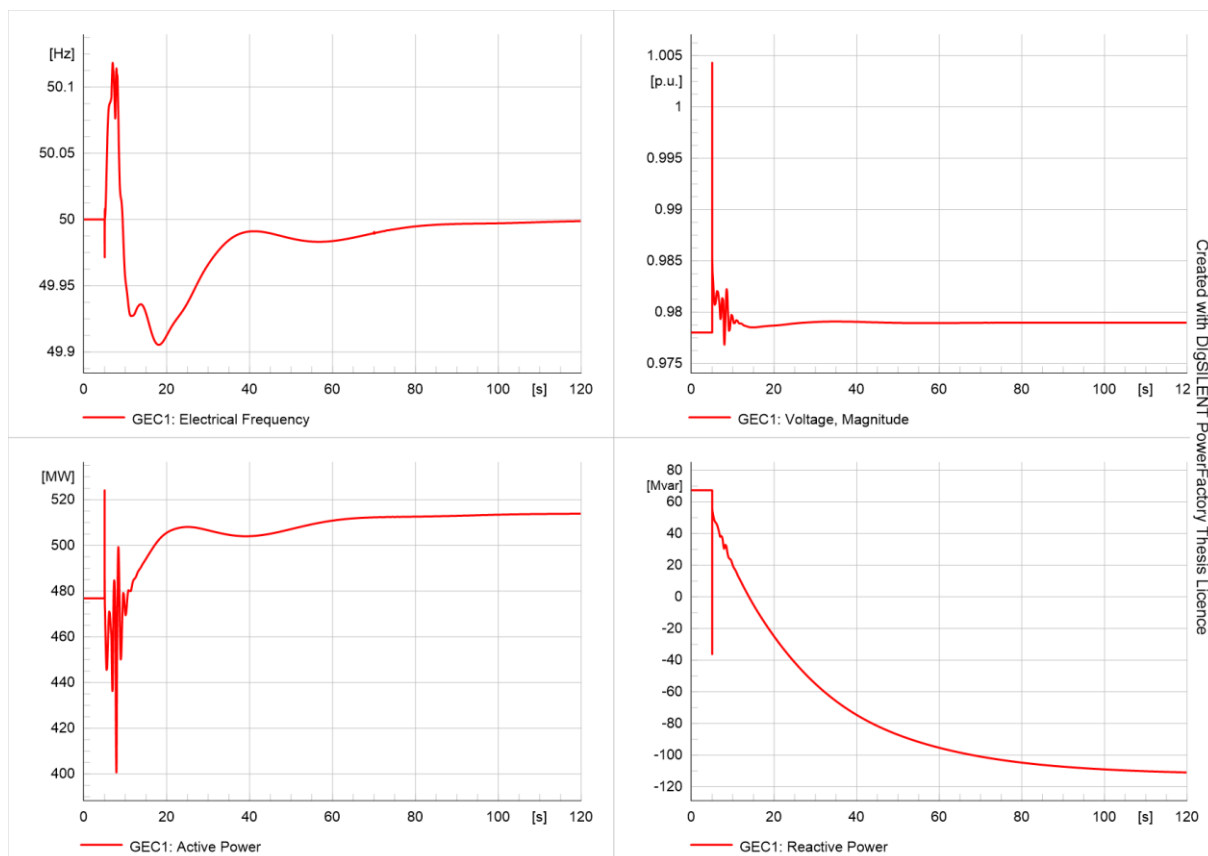 [Hz]
50.1
50.05
50
49.95
49.9
0 20 40 60 80 100 [s] 120
GEC1: Electrical Frequency
1.005
[p.u.]
1
0.995
0.99
0.985
0.98
0.975
0 20 40 60 80 100 [s] 120
GEC1: Voltage, Magnitude
[MW]
520
500
480
460
440
420
400
0 20 40 60 80 100 [s] 120
GEC1: Active Power
80
[Mvar]
60
40
20
0
-20
-40
-60
-80
-100
-120
0 20 40 60 80 100 [s] 120
GEC1: Reactive Power
Created with DIgSILENT PowerFactory Thesis Licence